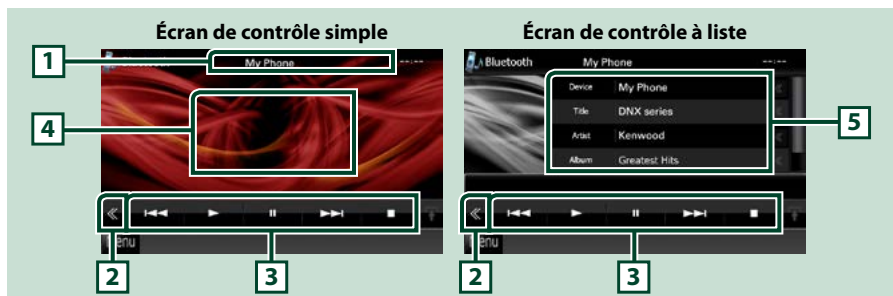 Écran de contrôle simple
Écran de contrôle à liste
1
My Phone
--:--
4
2
3
Bluetooth
My Phone
--:--
Device My Phone
Title DNX series
Artist Kenwood
Album Greatest Hits
5
2
3